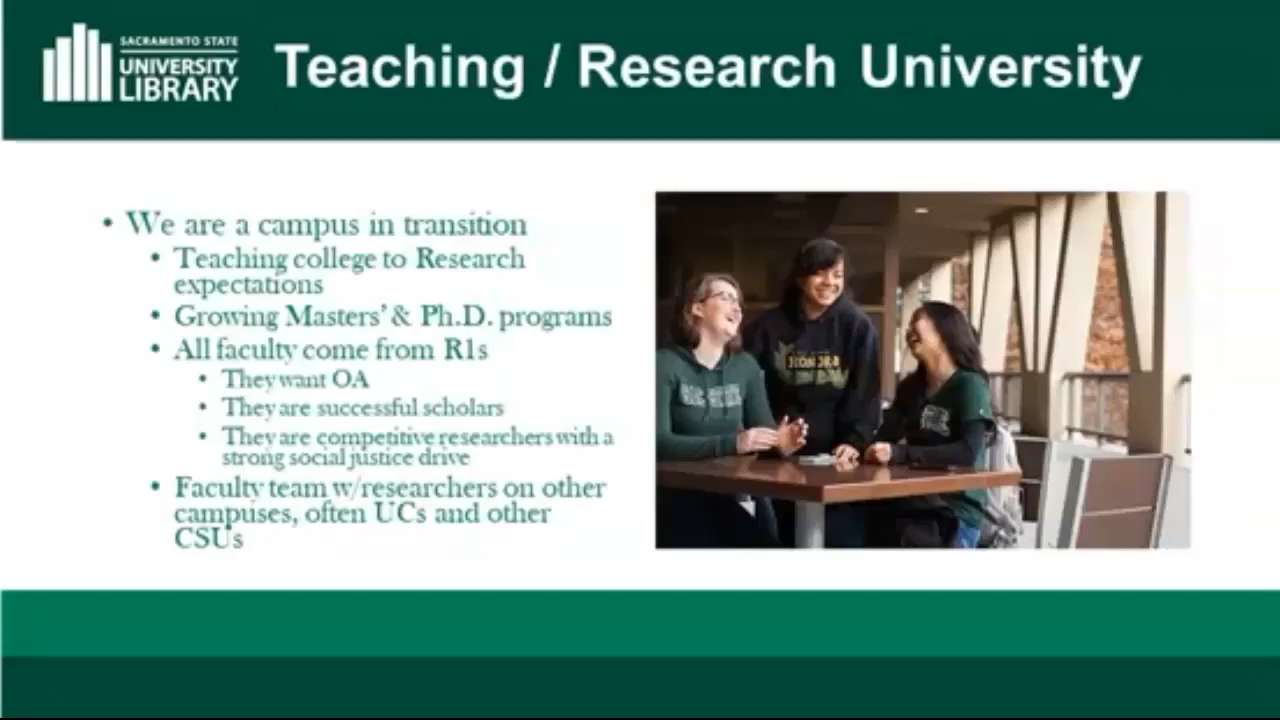 SACRAMENTO STATE
UNIVERSITY
LIBRARY
Teaching / Research University
• We are a campus in transition
• Teaching college to Research
expectations
• Growing Masters' & Ph.D. programs
• All faculty come from R1s
• They want OA
• They are successful scholars
• They are competitive researchers with a
strong social justice drive
• Faculty team w/researchers on other
campuses, often UCs and other
CSUs
HONORS